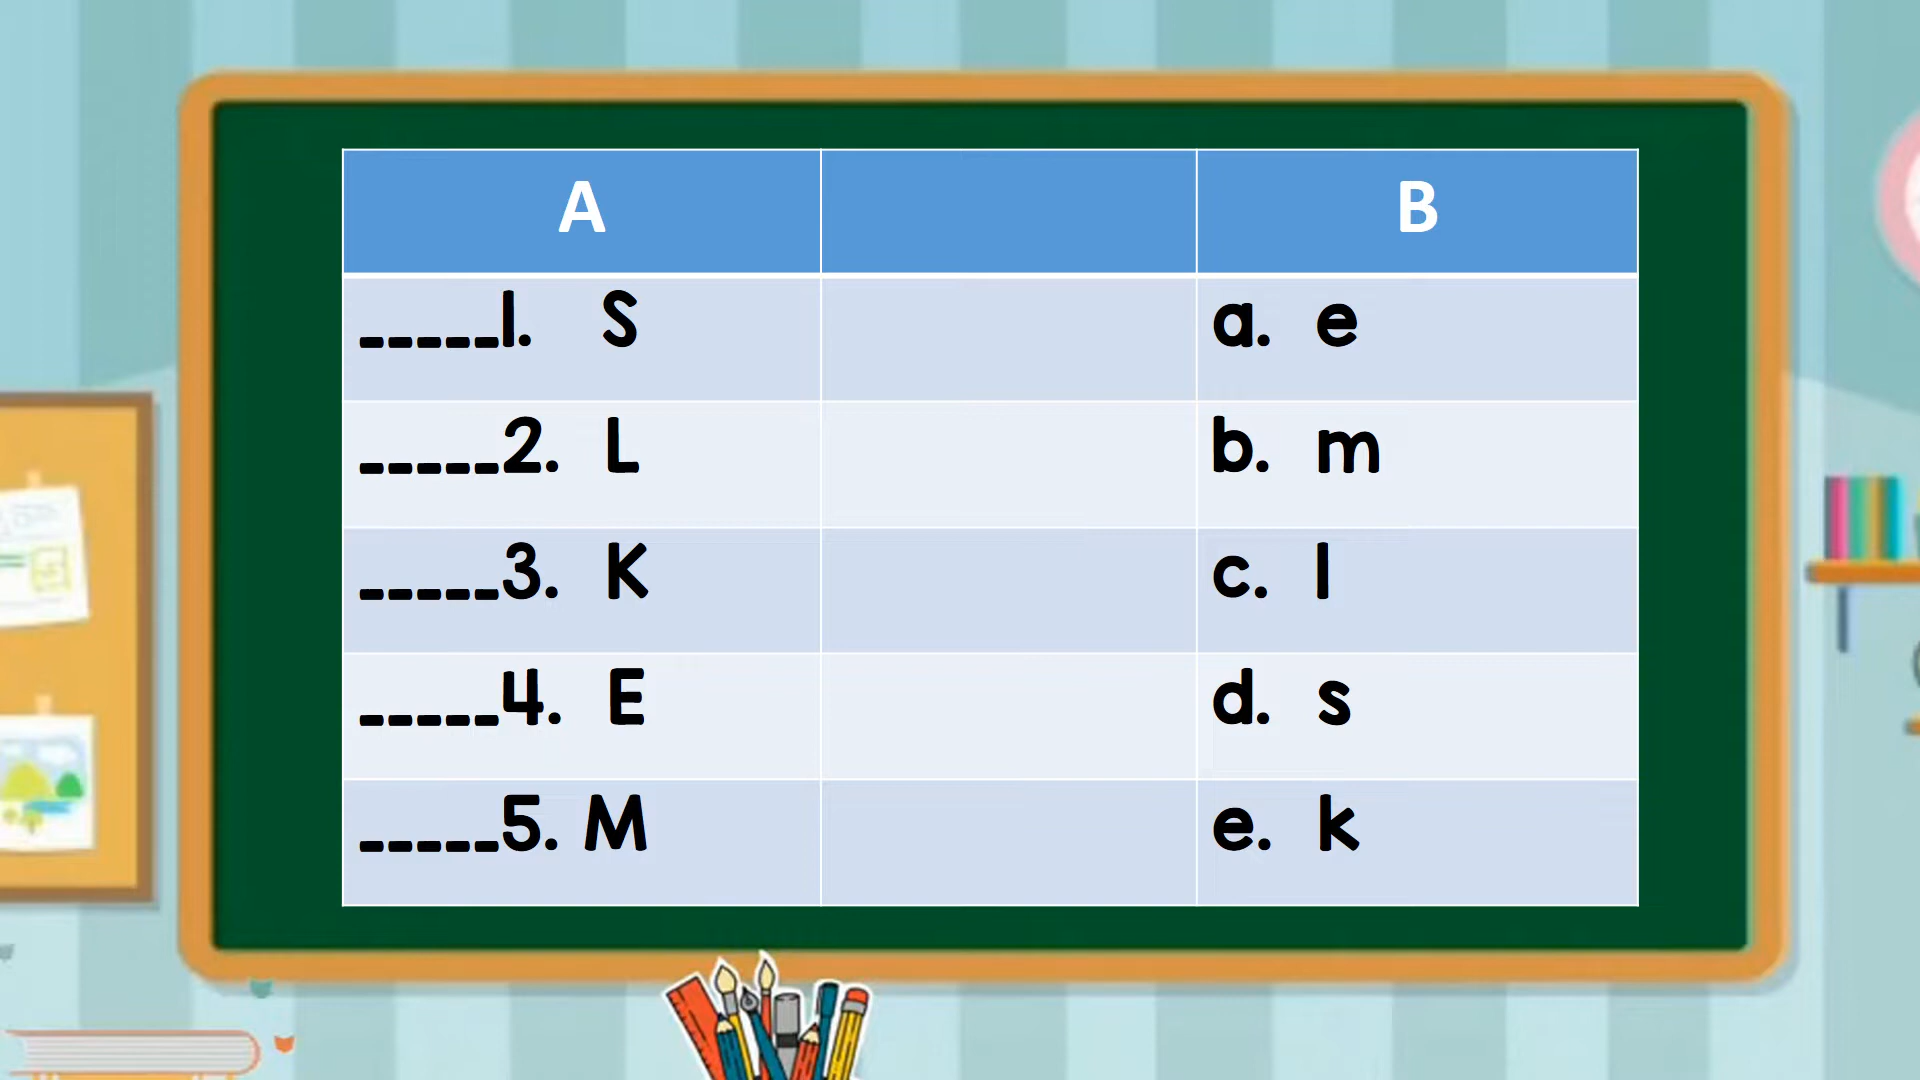 A B
_____1. S a. e
_____2. L b. m
_____3. K c. l
_____4. E d. s
_____5. M e. k